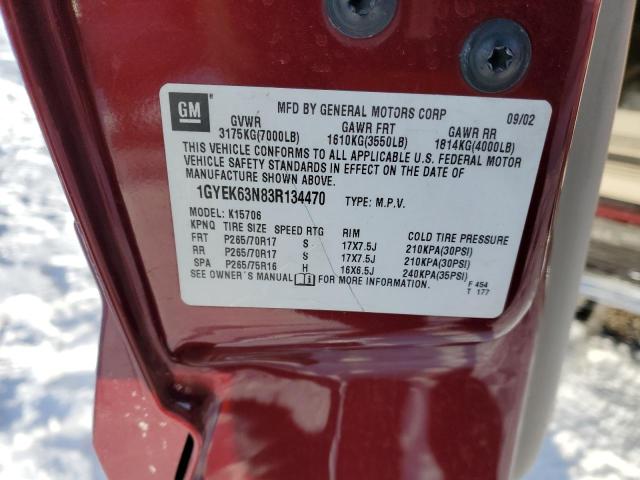 GM
MFD BY GENERAL MOTORS CORP 09/02
GVWR GAWR FRT GAWR RR
3175KG(7000LB) 1610KG(3550LB) 1814KG(4000LB)
THIS VEHICLE CONFORMS TO ALL APPLICABLE U.S. FEDERAL MOTOR
VEHICLE SAFETY STANDARDS IN EFFECT ON THE DATE OF
MANUFACTURE SHOWN ABOVE.
1GYEK63N83R134470 TYPE: M.P.V.
MODEL: K15706
KPNQ TIRE SIZE SPEED RTG RIM COLD TIRE PRESSURE
FRT P265/70R17 S 17X7.5J 210KPA(30PSI)
RR P265/70R17 S 17X7.5J 210KPA(30PSI)
SPA P265/75R16 H 16X6.5J 240KPA(35PSI)
SEE OWNER'S MANUAL FOR MORE INFORMATION.
F 454
T 177